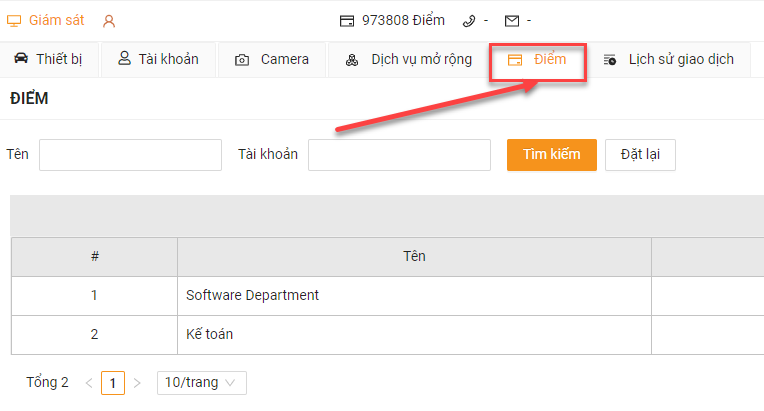 Giám sát 973808 Điểm - -
Thiết bị Tài khoản Camera Dịch vụ mở rộng Điểm Lịch sử giao dịch
ĐIỂM
Tên Tài khoản Tìm kiếm Đặt lại
# Tên
1 Software Department
2 Kế toán
Tổng 2 < 1 > 10/trang